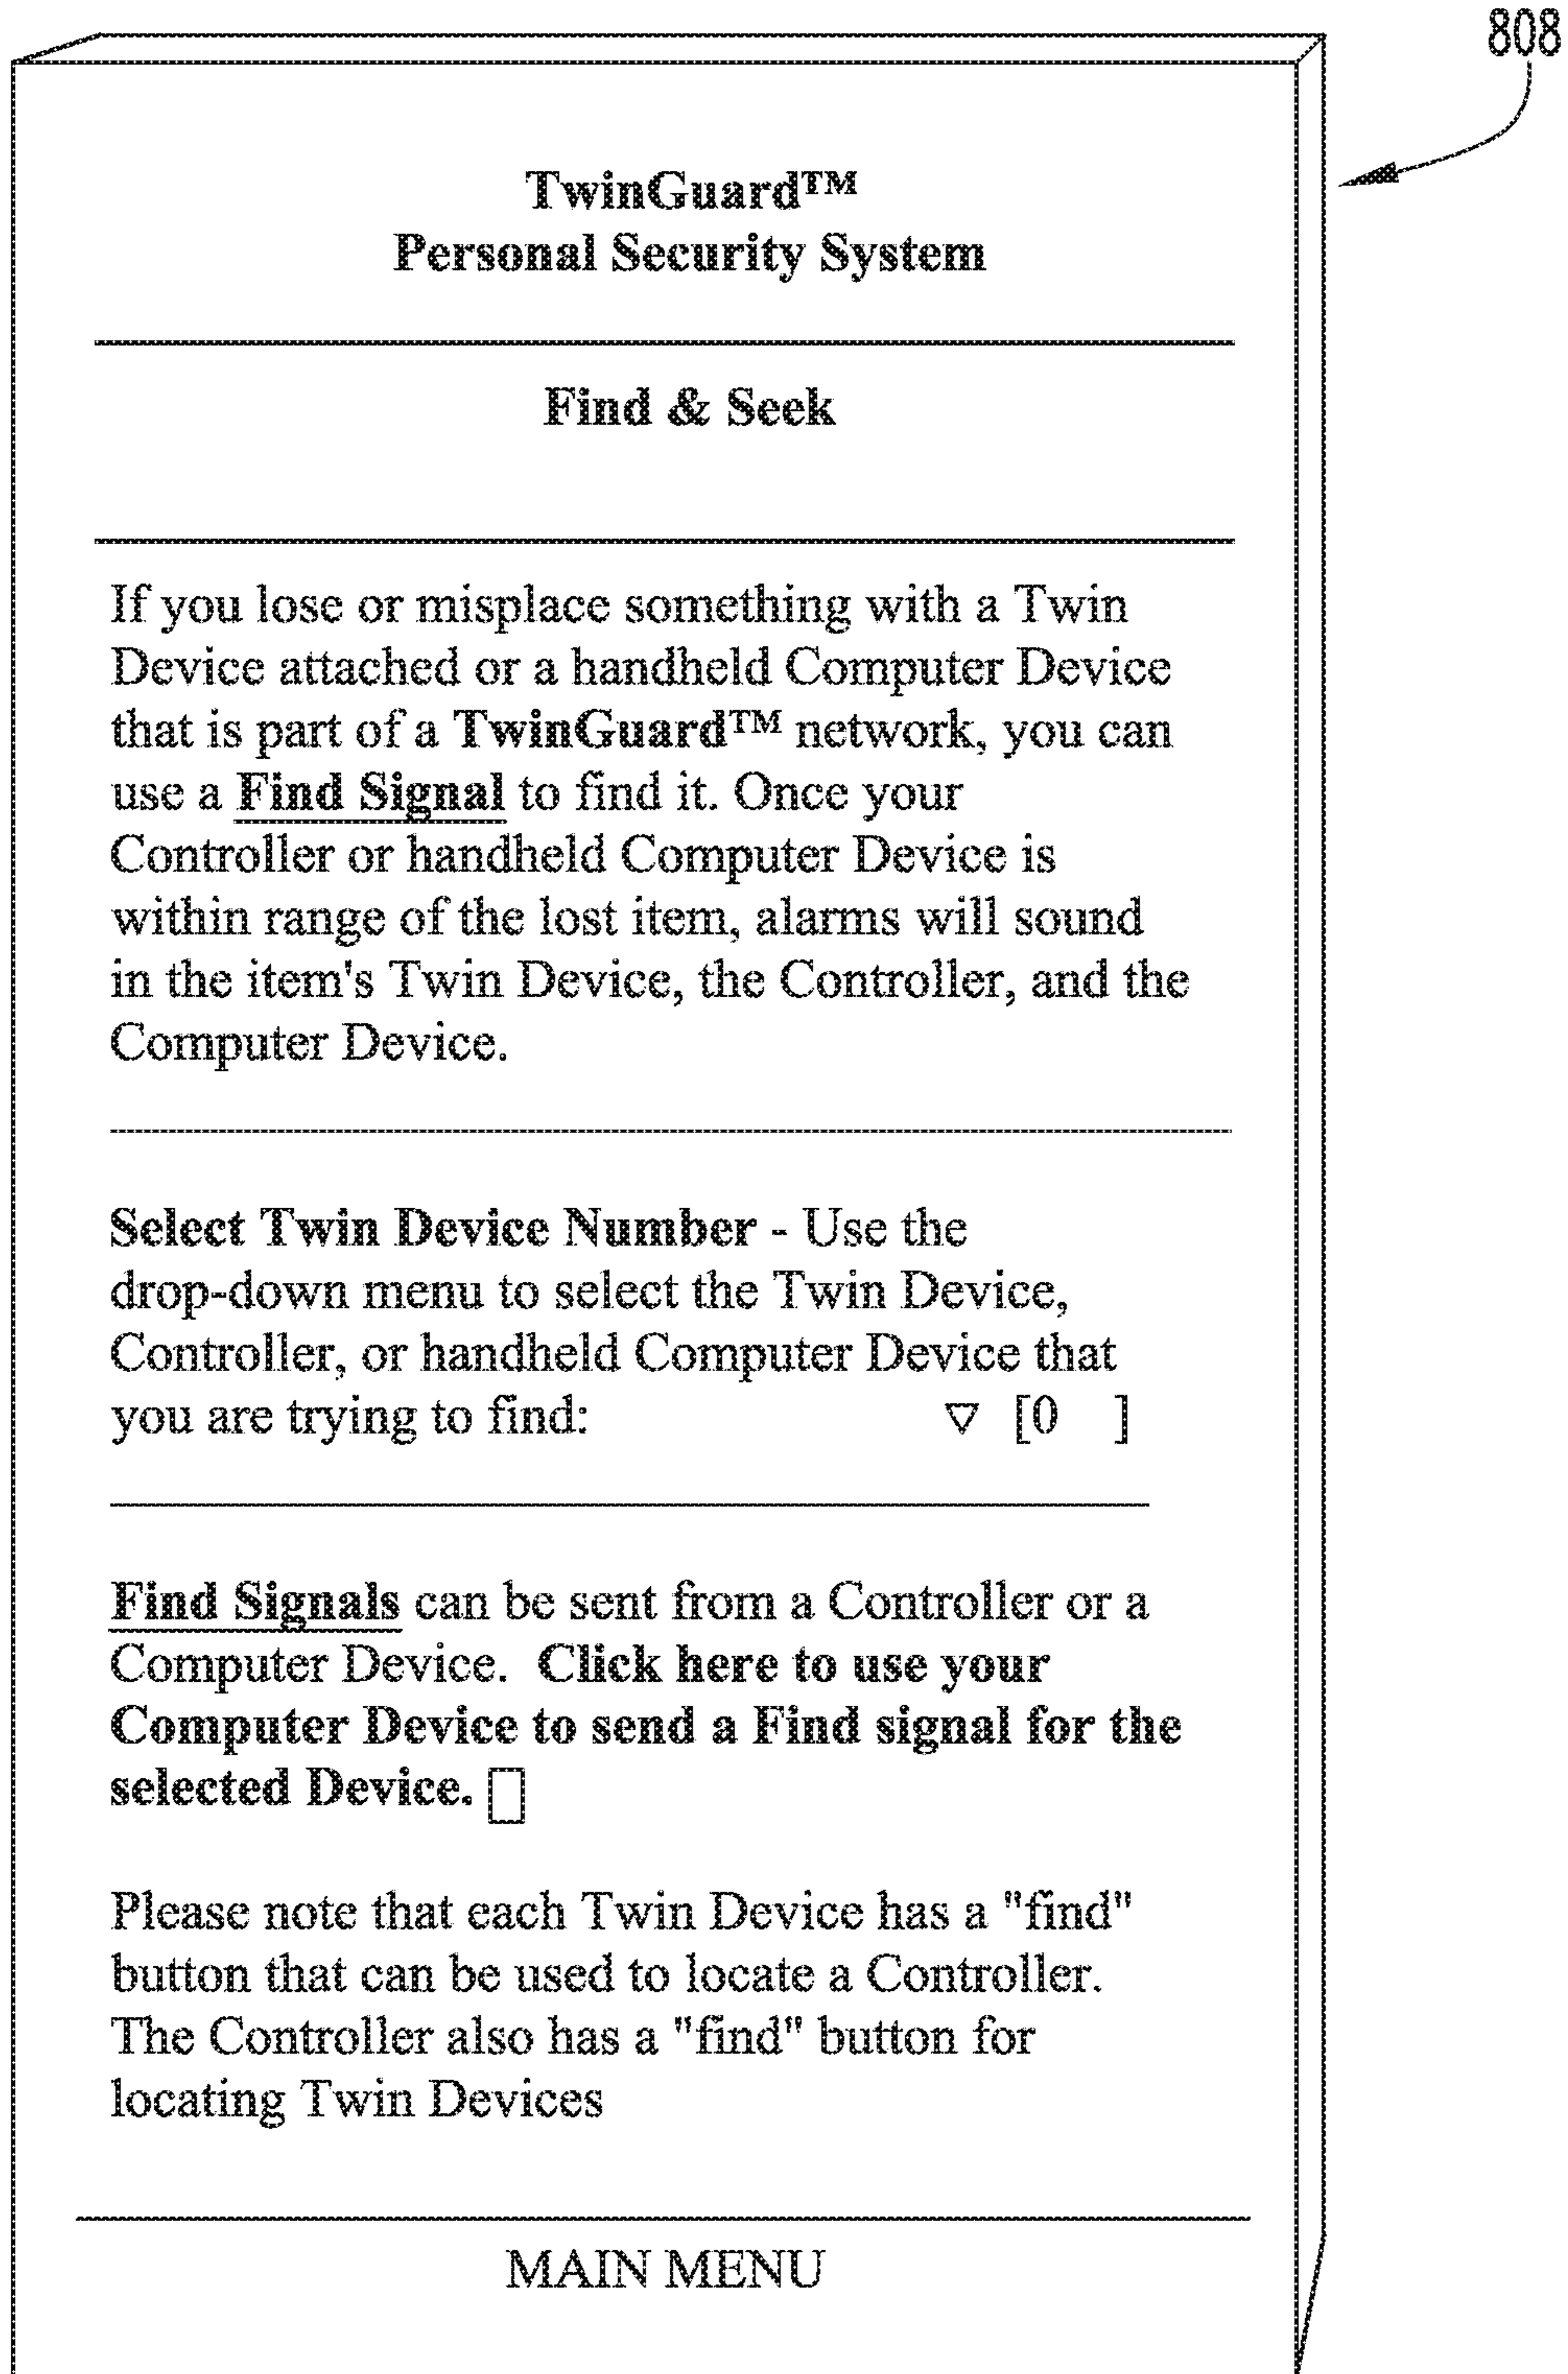 808
TwinGuard™
Personal Security System
Find & Seek
If you lose or misplace something with a Twin
Device attached or a handheld Computer Device
that is part of a TwinGuard™ network, you can
use a Find Signal to find it. Once your
Controller or handheld Computer Device is
within range of the lost item, alarms will sound
in the item's Twin Device, the Controller, and the
Computer Device.
Select Twin Device Number - Use the
drop-down menu to select the Twin Device,
Controller, or handheld Computer Device that
you are trying to find: ▽ [0 ]
Find Signals can be sent from a Controller or a
Computer Device. Click here to use your
Computer Device to send a Find signal for the
selected Device.
Please note that each Twin Device has a "find"
button that can be used to locate a Controller.
The Controller also has a "find" button for
locating Twin Devices
MAIN MENU